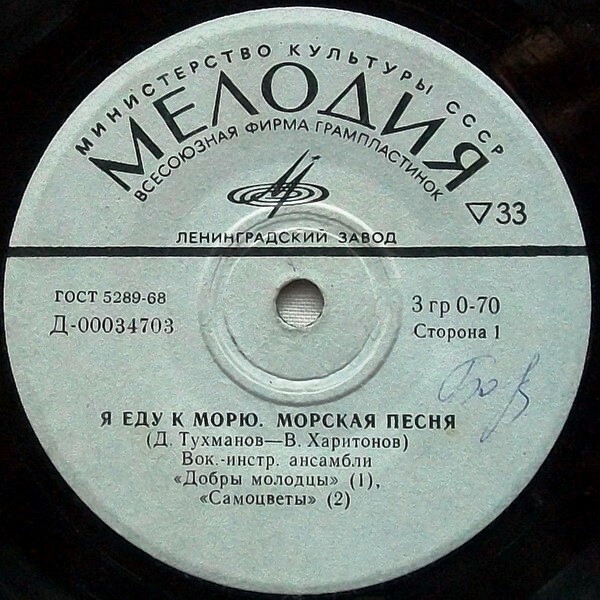 МИНИСТЕРСТВО КУЛЬТУРЫ СССР
МЕЛОДИЯ
ВСЕСОЮЗНАЯ ФИРМА ГРАМПЛАСТИНОК
▽33
ЛЕНИНГРАДСКИЙ ЗАВОД
ГОСТ 5289-68
3 гр 0-70
Д-00034703
Сторона 1
Я ЕДУ К МОРЮ. МОРСКАЯ ПЕСНЯ
(Д. Тухманов—В. Харитонов)
Вок.-инстр. ансамбли
«Добры молодцы» (1),
«Самоцветы» (2)